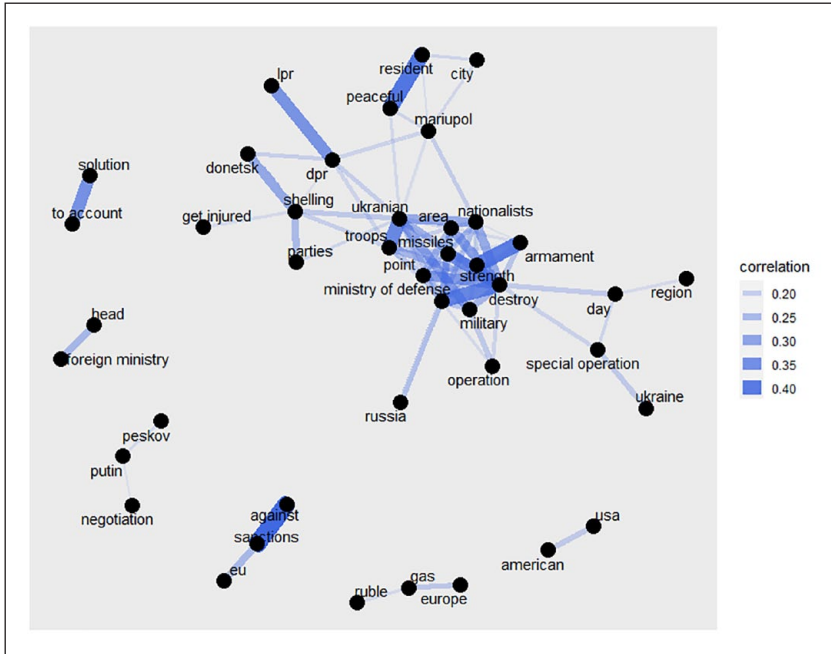 resident
city
lpr
peaceful
mariupol
donetsk
dpr
solution
to account
shelling
get injured
ukranian
area
nationalists
troops
missiles
armament
parties
point
strength
ministry of defense
destroy
military
region
day
head
foreign ministry
special operation
operation
ukraine
russia
peskov
putin
negotiation
against
sanctions
eu
usa
american
gas
ruble
europe
correlation
0.20
0.25
0.30
0.35
0.40